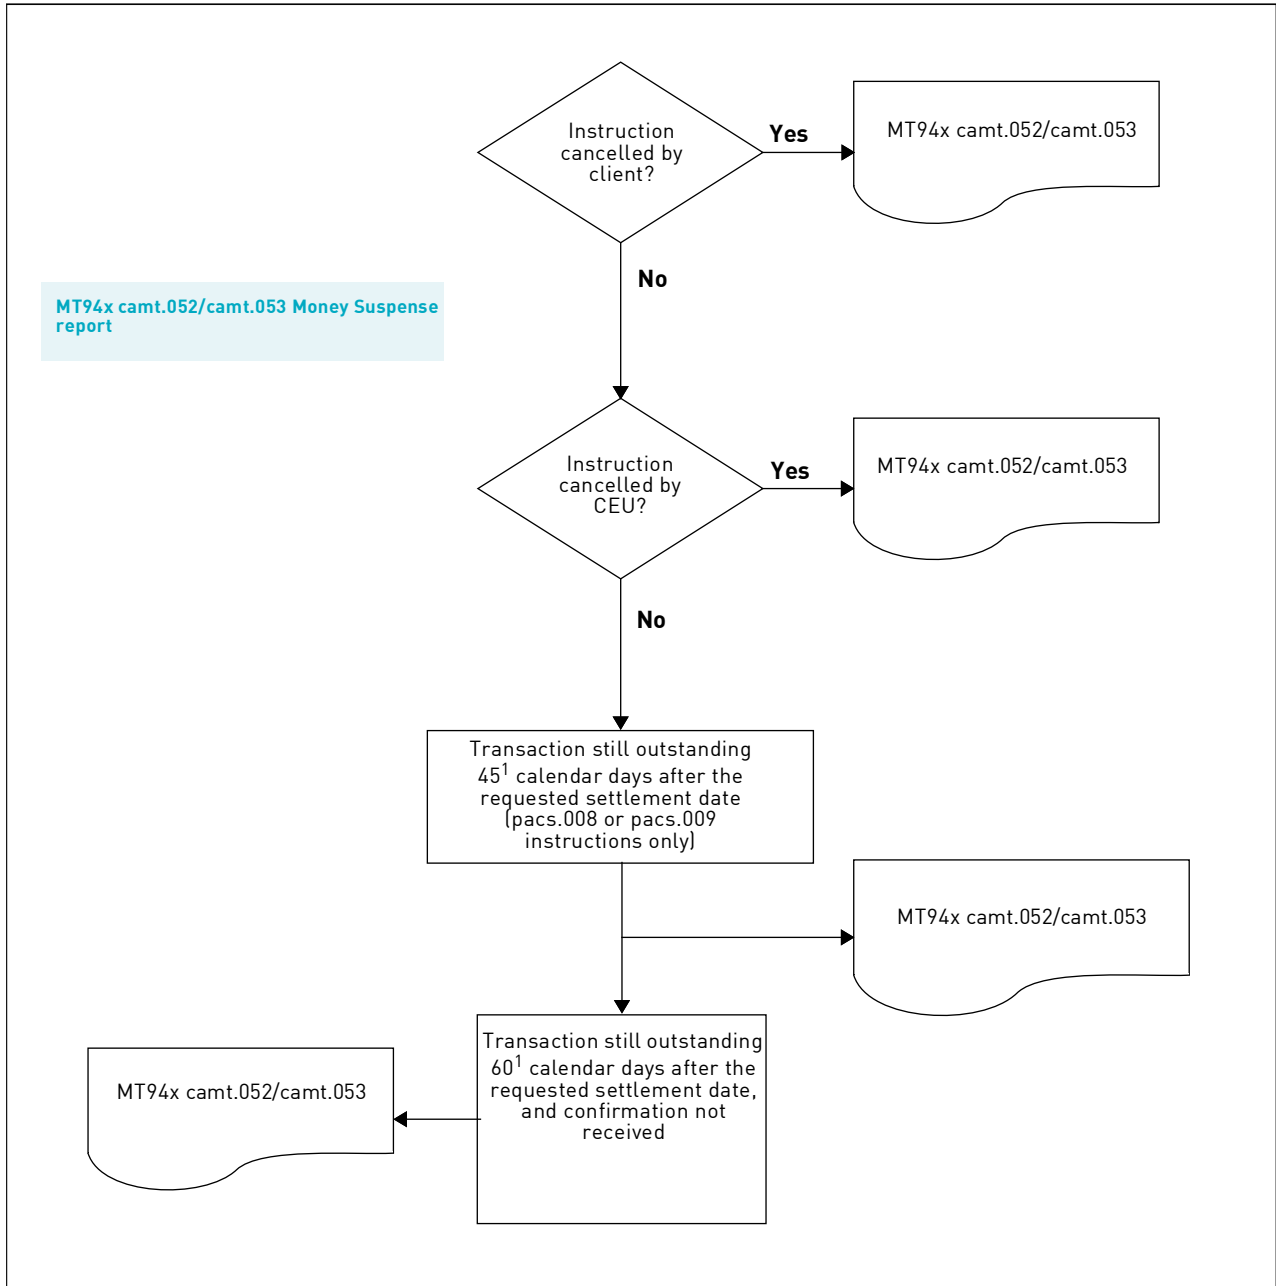 Instruction
cancelled by
client?
Yes
MT94x camt.052/camt.053
No
MT94x camt.052/camt.053 Money Suspense
report
Instruction
cancelled by
CEU?
Yes
MT94x camt.052/camt.053
No
Transaction still outstanding
45¹ calendar days after the
requested settlement date
(pacs.008 or pacs.009
instructions only)
MT94x camt.052/camt.053
Transaction still outstanding
60¹ calendar days after the
requested settlement date,
and confirmation not
received
MT94x camt.052/camt.053